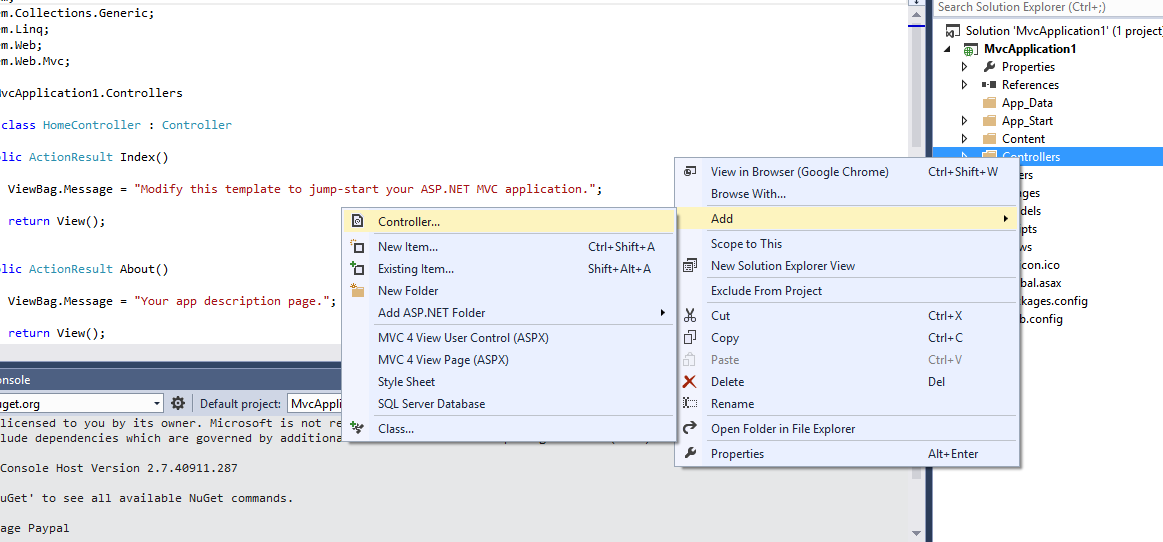 m.Collections.Generic;
m.Linq;
m.Web;
m.Web.Mvc;
MvcApplication1.Controllers
class HomeController : Controller
lic ActionResult Index()
ViewBag.Message = "Modify this template to jump-start your ASP.NET MVC application.";
return View();
lic ActionResult About()
ViewBag.Message = "Your app description page.";
return View();
onsole
get.org
Default project:
MvcAppli
licensed to you by its owner. Microsoft is not re
lude dependencies which are governed by additiona
Console Host Version 2.7.40911.287
uGet' to see all available NuGet commands.
age Paypal
Controller...
New Item... Ctrl+Shift+A
Existing Item... Shift+Alt+A
New Folder
Add ASP.NET Folder
MVC 4 View User Control (ASPX)
MVC 4 View Page (ASPX)
Style Sheet
SQL Server Database
Class...
View in Browser (Google Chrome) Ctrl+Shift+W
Browse With...
Add
Scope to This
New Solution Explorer View
Exclude From Project
Cut Ctrl+X
Copy Ctrl+C
Paste Ctrl+V
Delete Del
Rename
Open Folder in File Explorer
Properties Alt+Enter
Search Solution Explorer (Ctrl+;)
Solution 'MvcApplication1' (1 project)
MvcApplication1
Properties
References
App_Data
App_Start
Content
Controllers
ers
ges
dels
pts
ws
icon.ico
bal.asax
kages.config
b.config